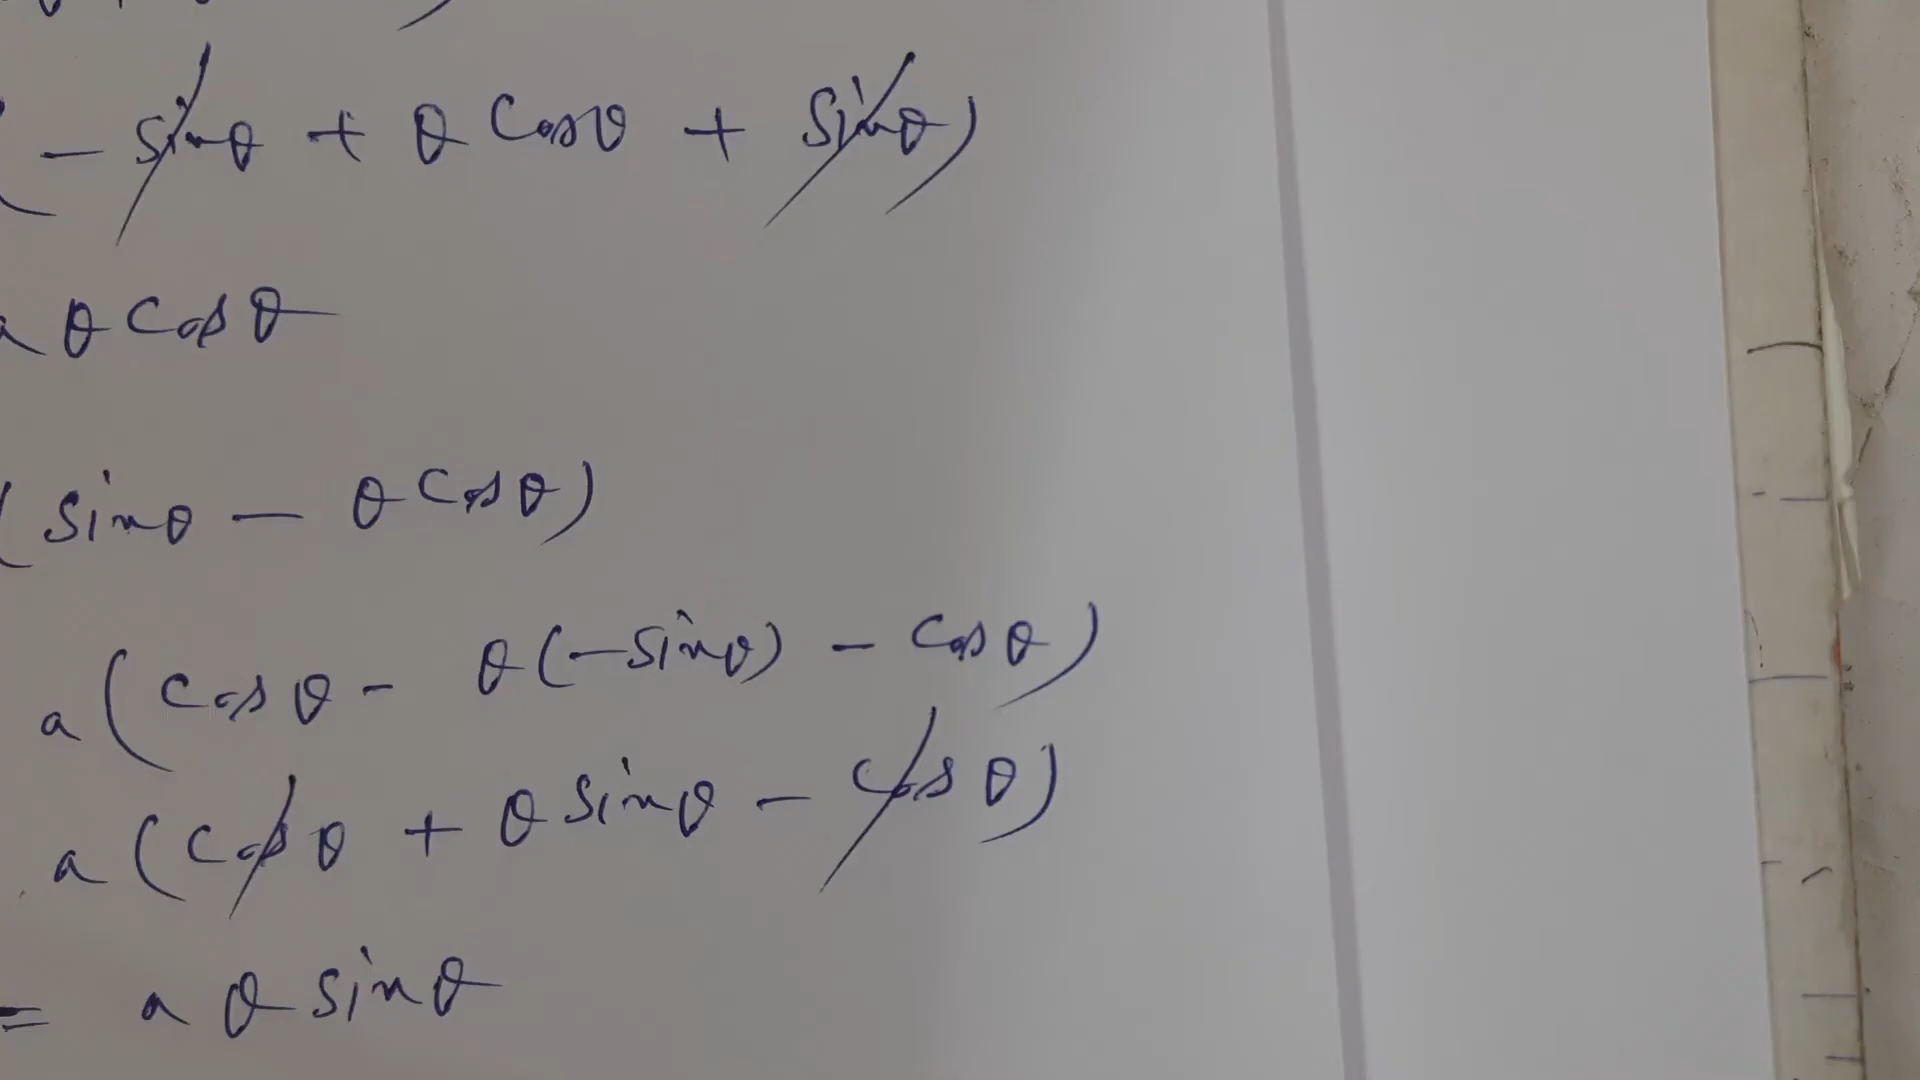 (- sinθ + θ cosθ + sinθ)
a θ cosθ
(sinθ - θ cosθ)
a(cosθ - θ(-sinθ) - cosθ)
a(cosθ + θ sinθ - cosθ)
= a θ sinθ